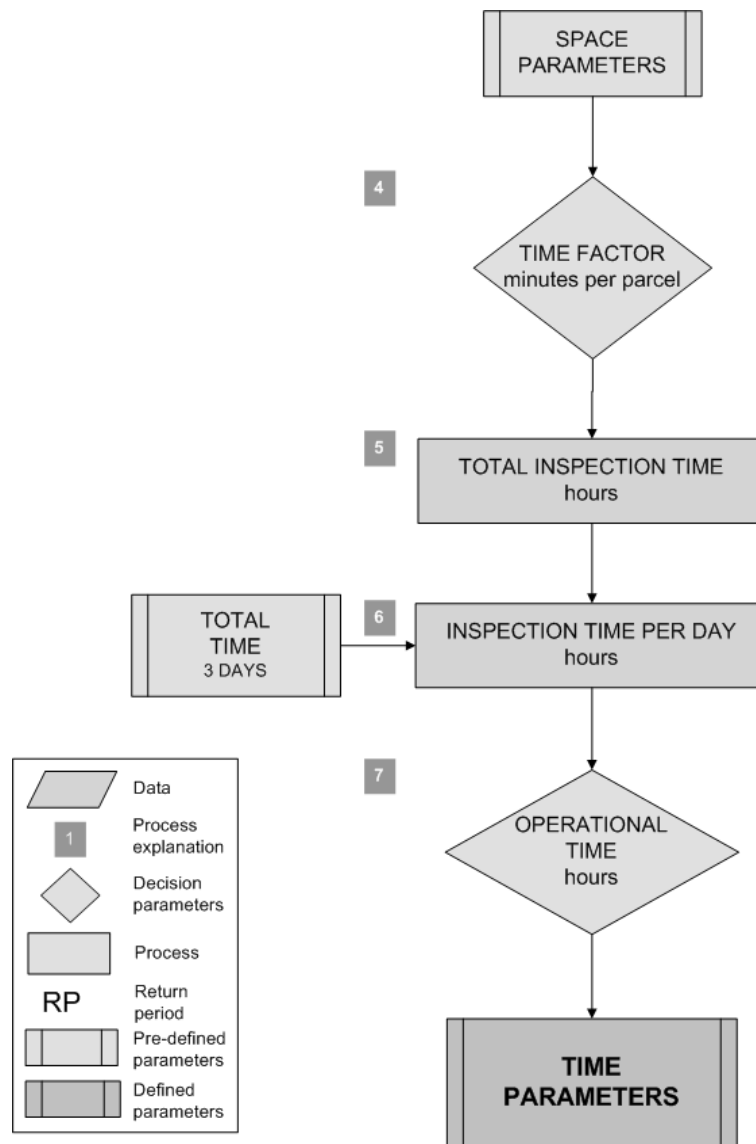 SPACE
PARAMETERS
4
TIME FACTOR
minutes per parcel
5
TOTAL INSPECTION TIME
hours
TOTAL
TIME
3 DAYS
6
INSPECTION TIME PER DAY
hours
7
OPERATIONAL
TIME
hours
TIME
PARAMETERS
Data
1
Process
explanation
Decision
parameters
Process
RP
Return
period
Pre-defined
parameters
Defined
parameters